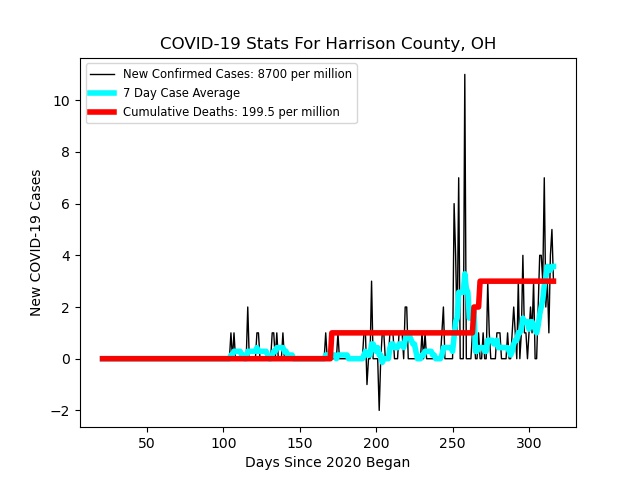 COVID-19 Stats For Harrison County, OH
New Confirmed Cases: 8700 per million
7 Day Case Average
Cumulative Deaths: 199.5 per million
New COVID-19 Cases
10
8
6
4
2
0
−2
50 100 150 200 250 300
Days Since 2020 Began